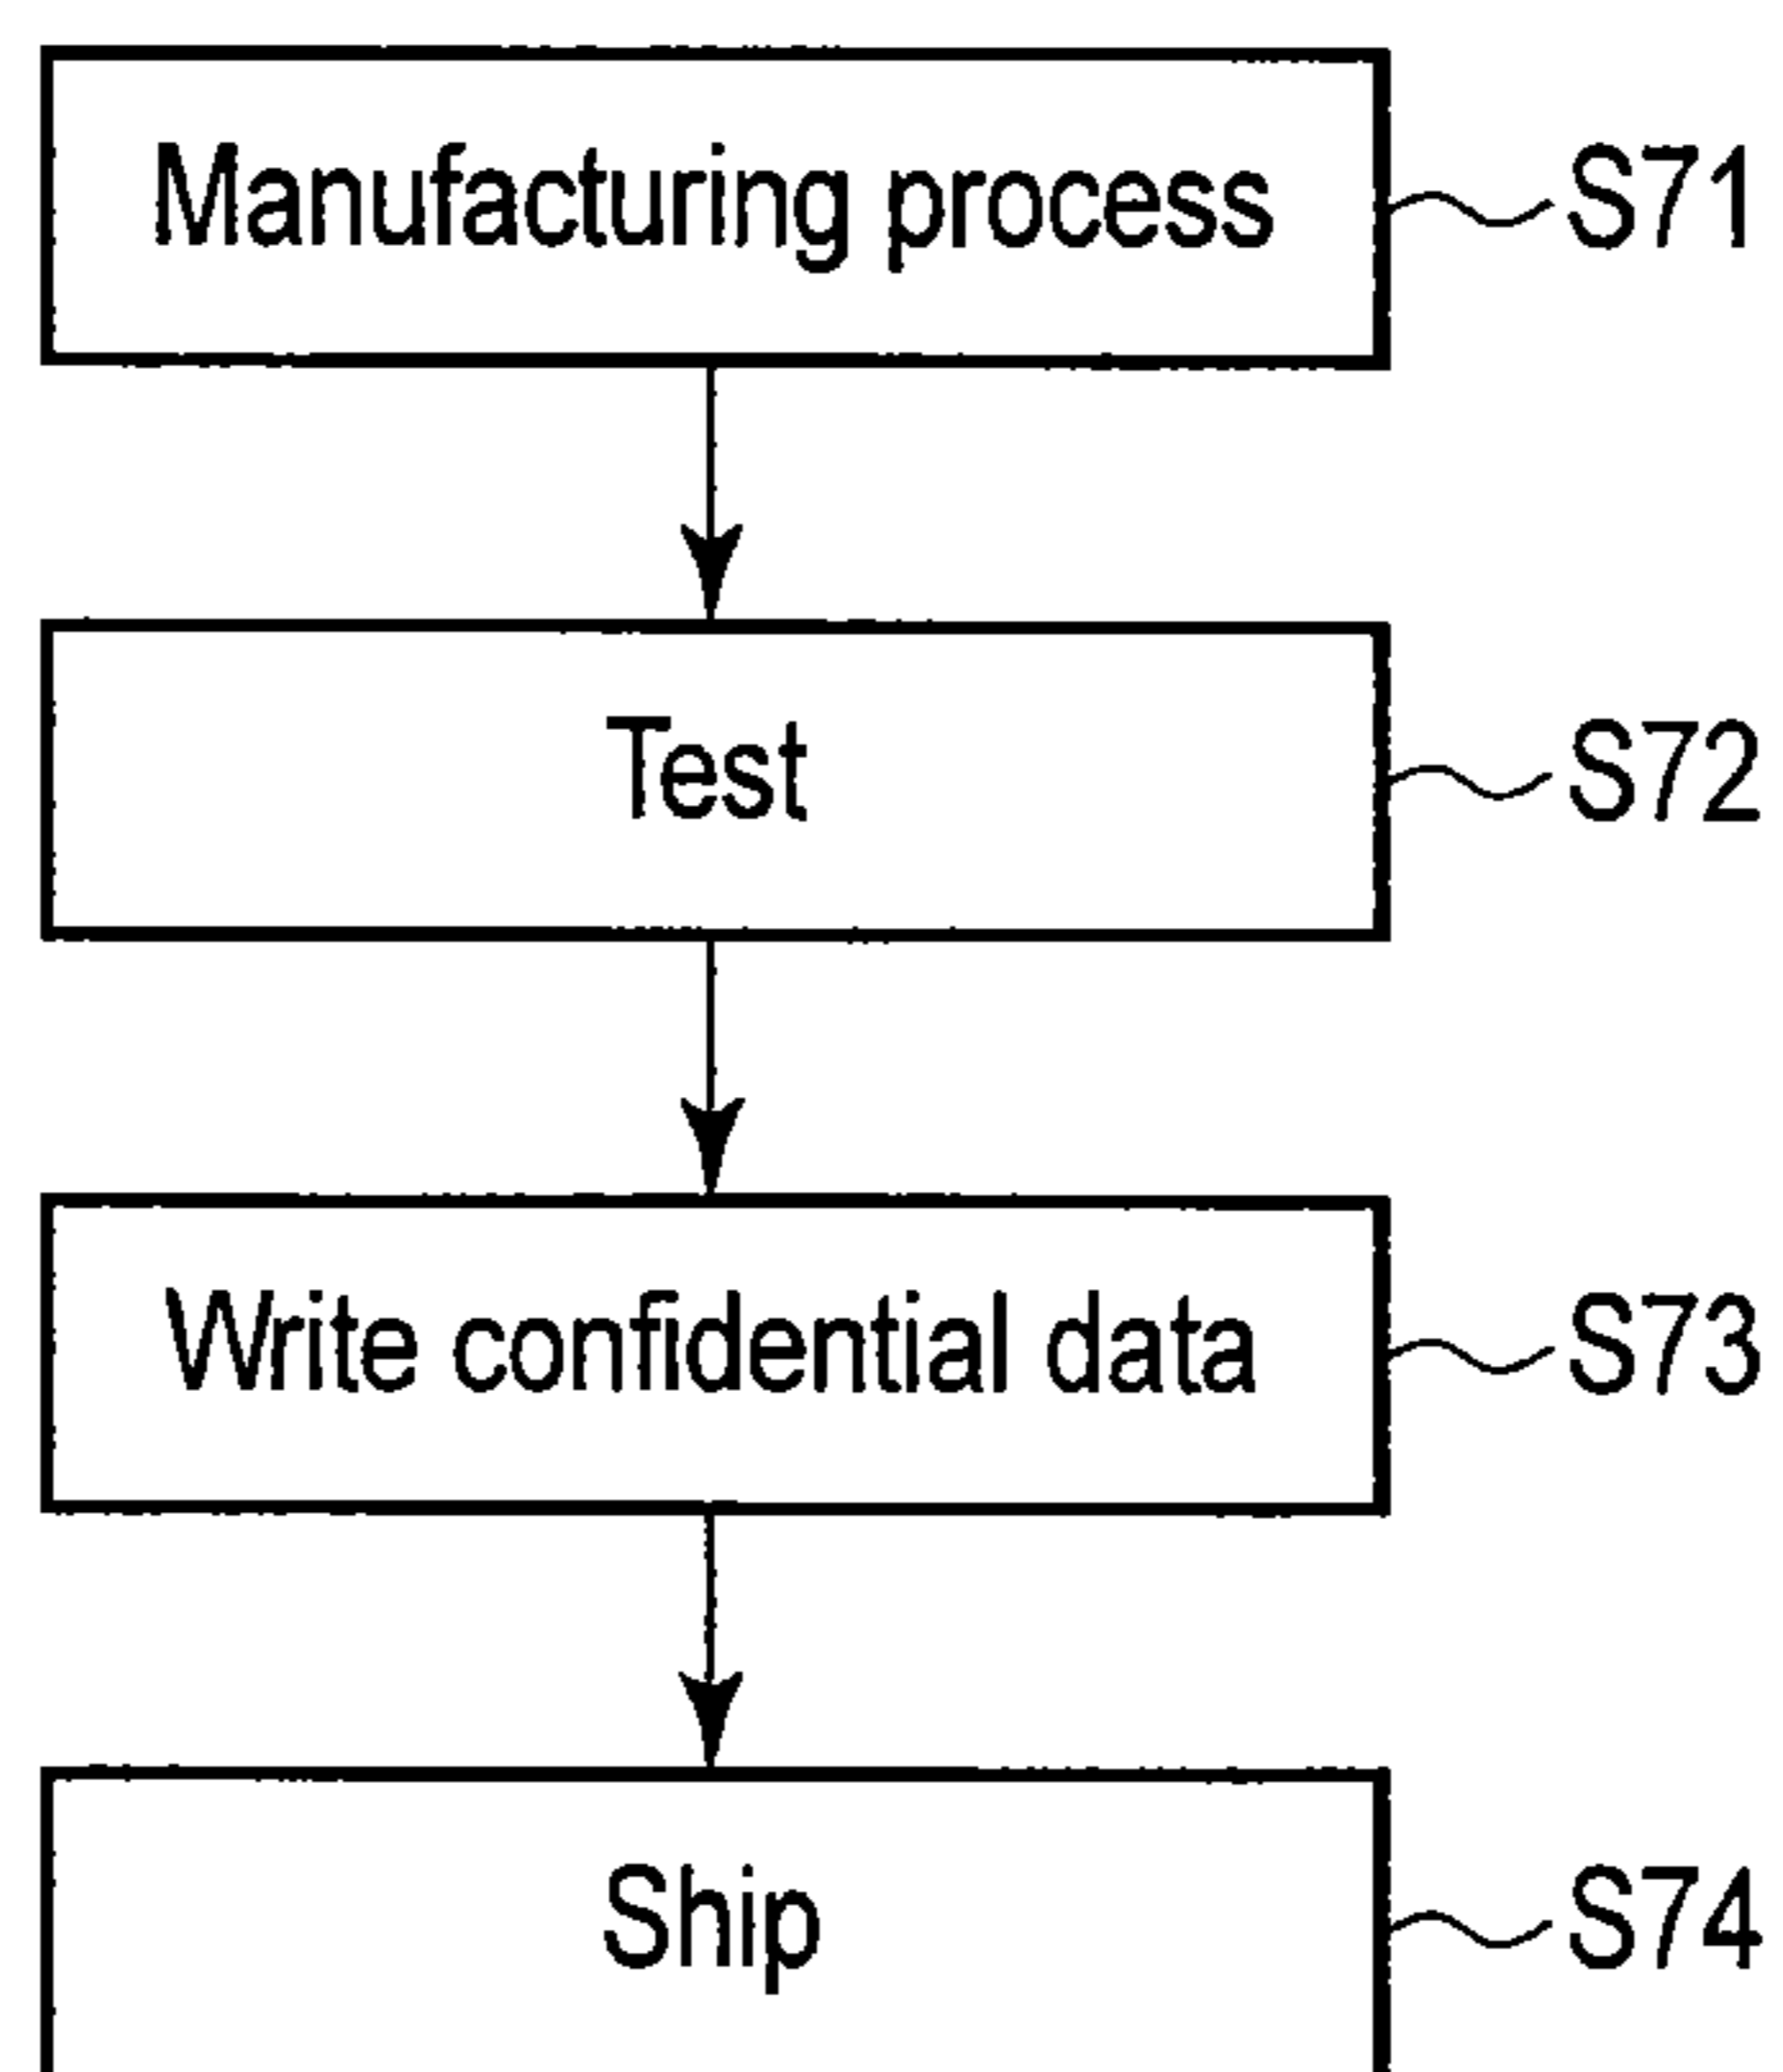 Manufacturing process S71
Test S72
Write confidential data S73
Ship S74